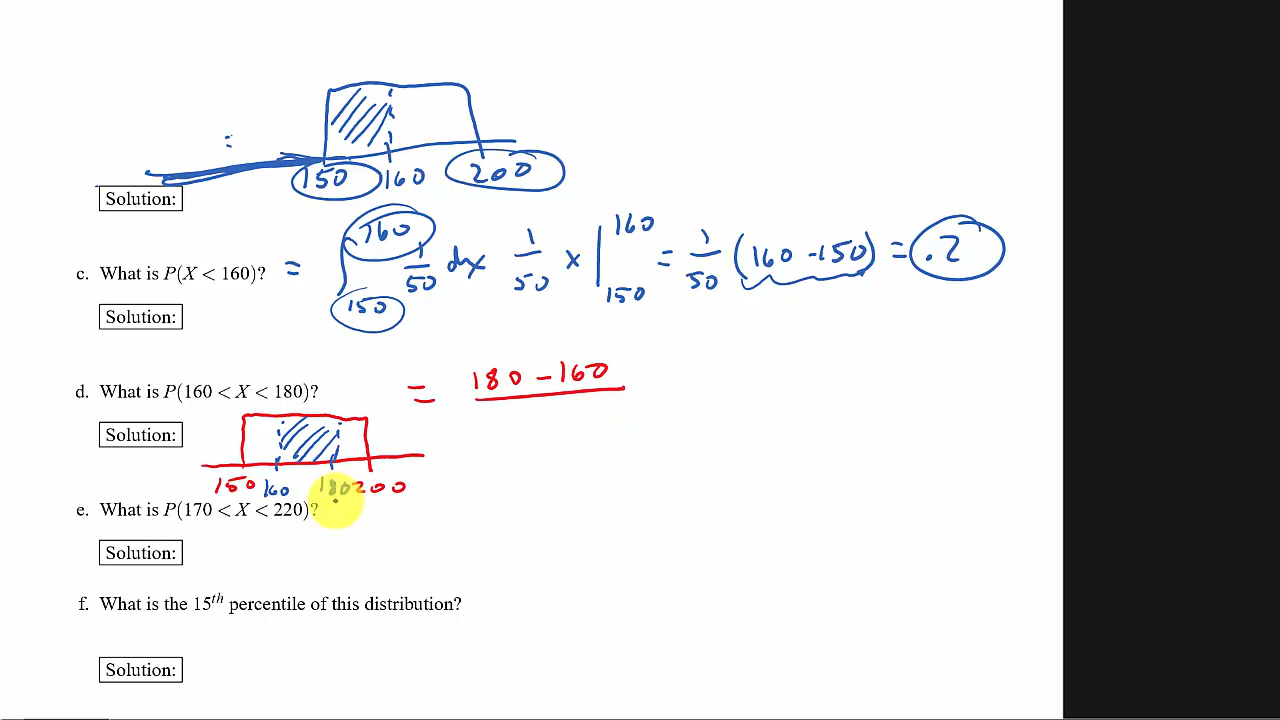 150 160 200
Solution:
c. What is P(X < 160)? = ∫ 160 150 1/50 dx 1/50 x | 160 150 = 1/50 (160 - 150) = .2
Solution:
d. What is P(160 < X < 180)? = 180 - 160
Solution:
150 160 180 200
e. What is P(170 < X < 220)?
Solution:
f. What is the 15th percentile of this distribution?
Solution: